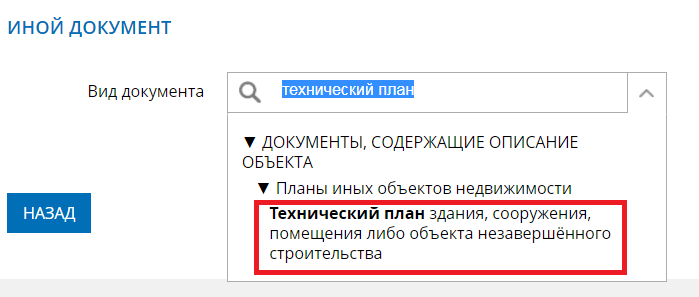 ИНОЙ ДОКУМЕНТ
Вид документа
технический план
▼ ДОКУМЕНТЫ, СОДЕРЖАЩИЕ ОПИСАНИЕ
ОБЪЕКТА
▼ Планы иных объектов недвижимости
Технический план здания, сооружения,
помещения либо объекта незавершённого
строительства
НАЗАД